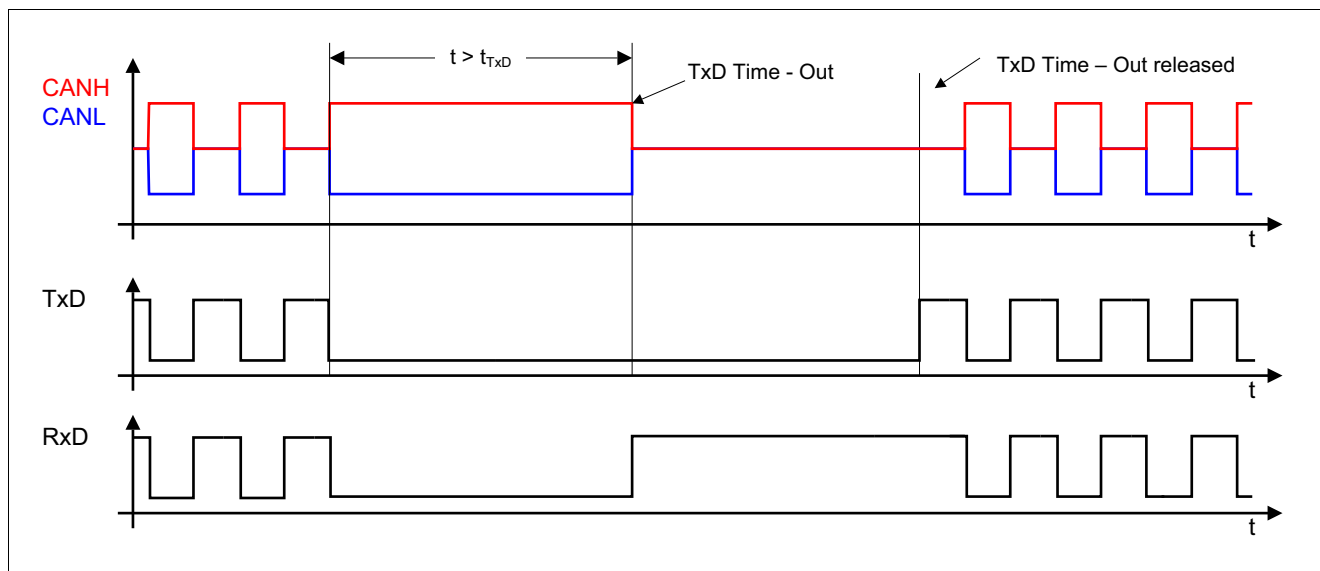 t > tTxD
TxD Time - Out
TxD Time – Out released
CANH
CANL
t
TxD
t
RxD
t